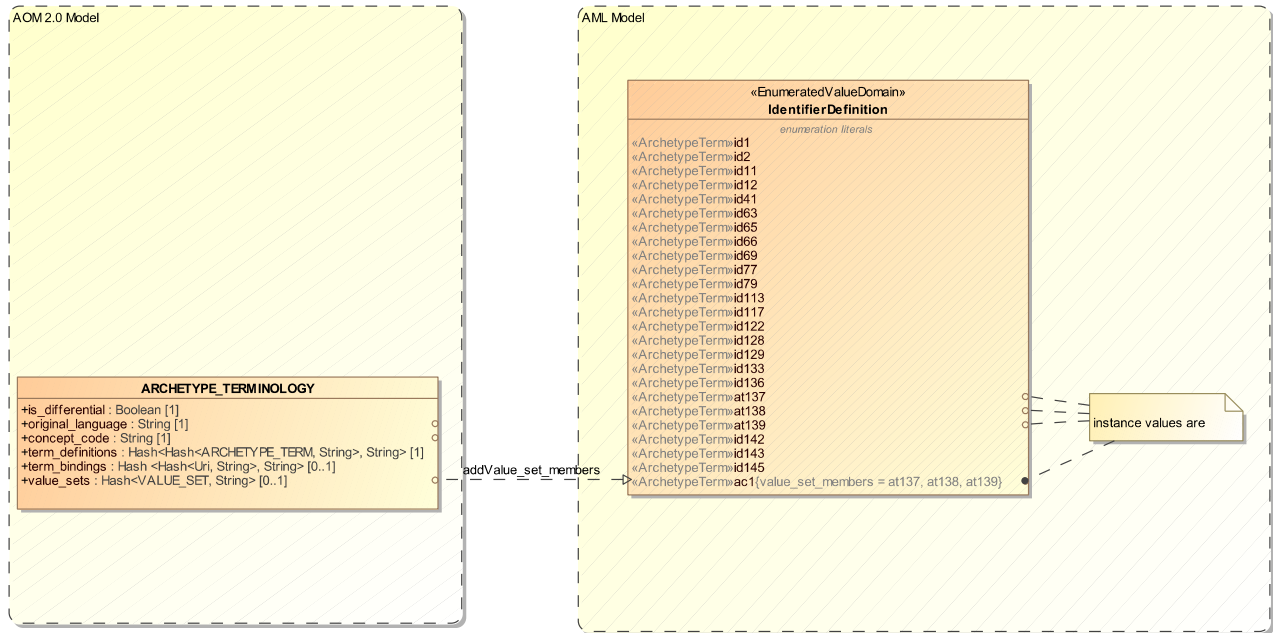 AOM 2.0 Model
ARCHETYPE_TERMINOLOGY
+is_differential : Boolean [1]
+original_language : String [1]
+concept_code : String [1]
+term_definitions : Hash<Hash<ARCHETYPE_TERM, String>, String> [1]
+term_bindings : Hash <Hash<Uri, String>, String> [0..1]
+value_sets : Hash<VALUE_SET, String> [0..1]
addValue_set_members
AML Model
«EnumeratedValueDomain»
IdentifierDefinition
enumeration literals
«ArchetypeTerm»id1
«ArchetypeTerm»id2
«ArchetypeTerm»id11
«ArchetypeTerm»id12
«ArchetypeTerm»id41
«ArchetypeTerm»id63
«ArchetypeTerm»id65
«ArchetypeTerm»id66
«ArchetypeTerm»id69
«ArchetypeTerm»id77
«ArchetypeTerm»id79
«ArchetypeTerm»id113
«ArchetypeTerm»id117
«ArchetypeTerm»id122
«ArchetypeTerm»id128
«ArchetypeTerm»id129
«ArchetypeTerm»id133
«ArchetypeTerm»id136
«ArchetypeTerm»at137
«ArchetypeTerm»at138
«ArchetypeTerm»at139
«ArchetypeTerm»id142
«ArchetypeTerm»id143
«ArchetypeTerm»id145
«ArchetypeTerm»ac1{value_set_members = at137, at138, at139}
instance values are